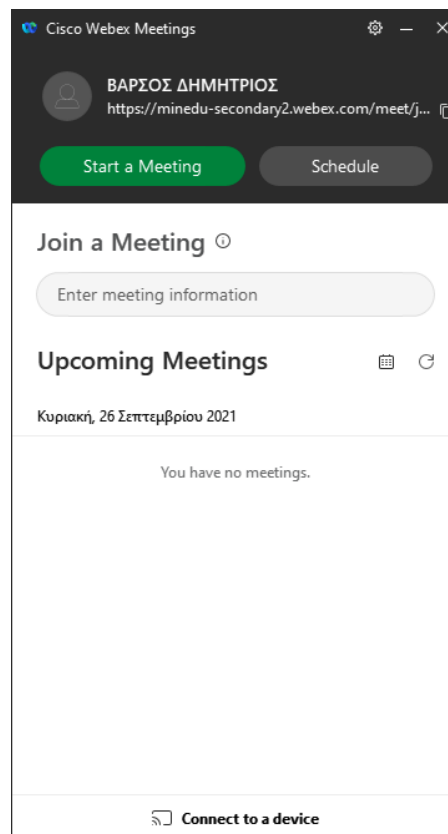 Cisco Webex Meetings
ΒΑΡΣΟΣ ΔΗΜΗΤΡΙΟΣ
https://minedu-secondary2.webex.com/meet/j...
Start a Meeting
Schedule
Join a Meeting
Enter meeting information
Upcoming Meetings
Κυριακή, 26 Σεπτεμβρίου 2021
You have no meetings.
Connect to a device